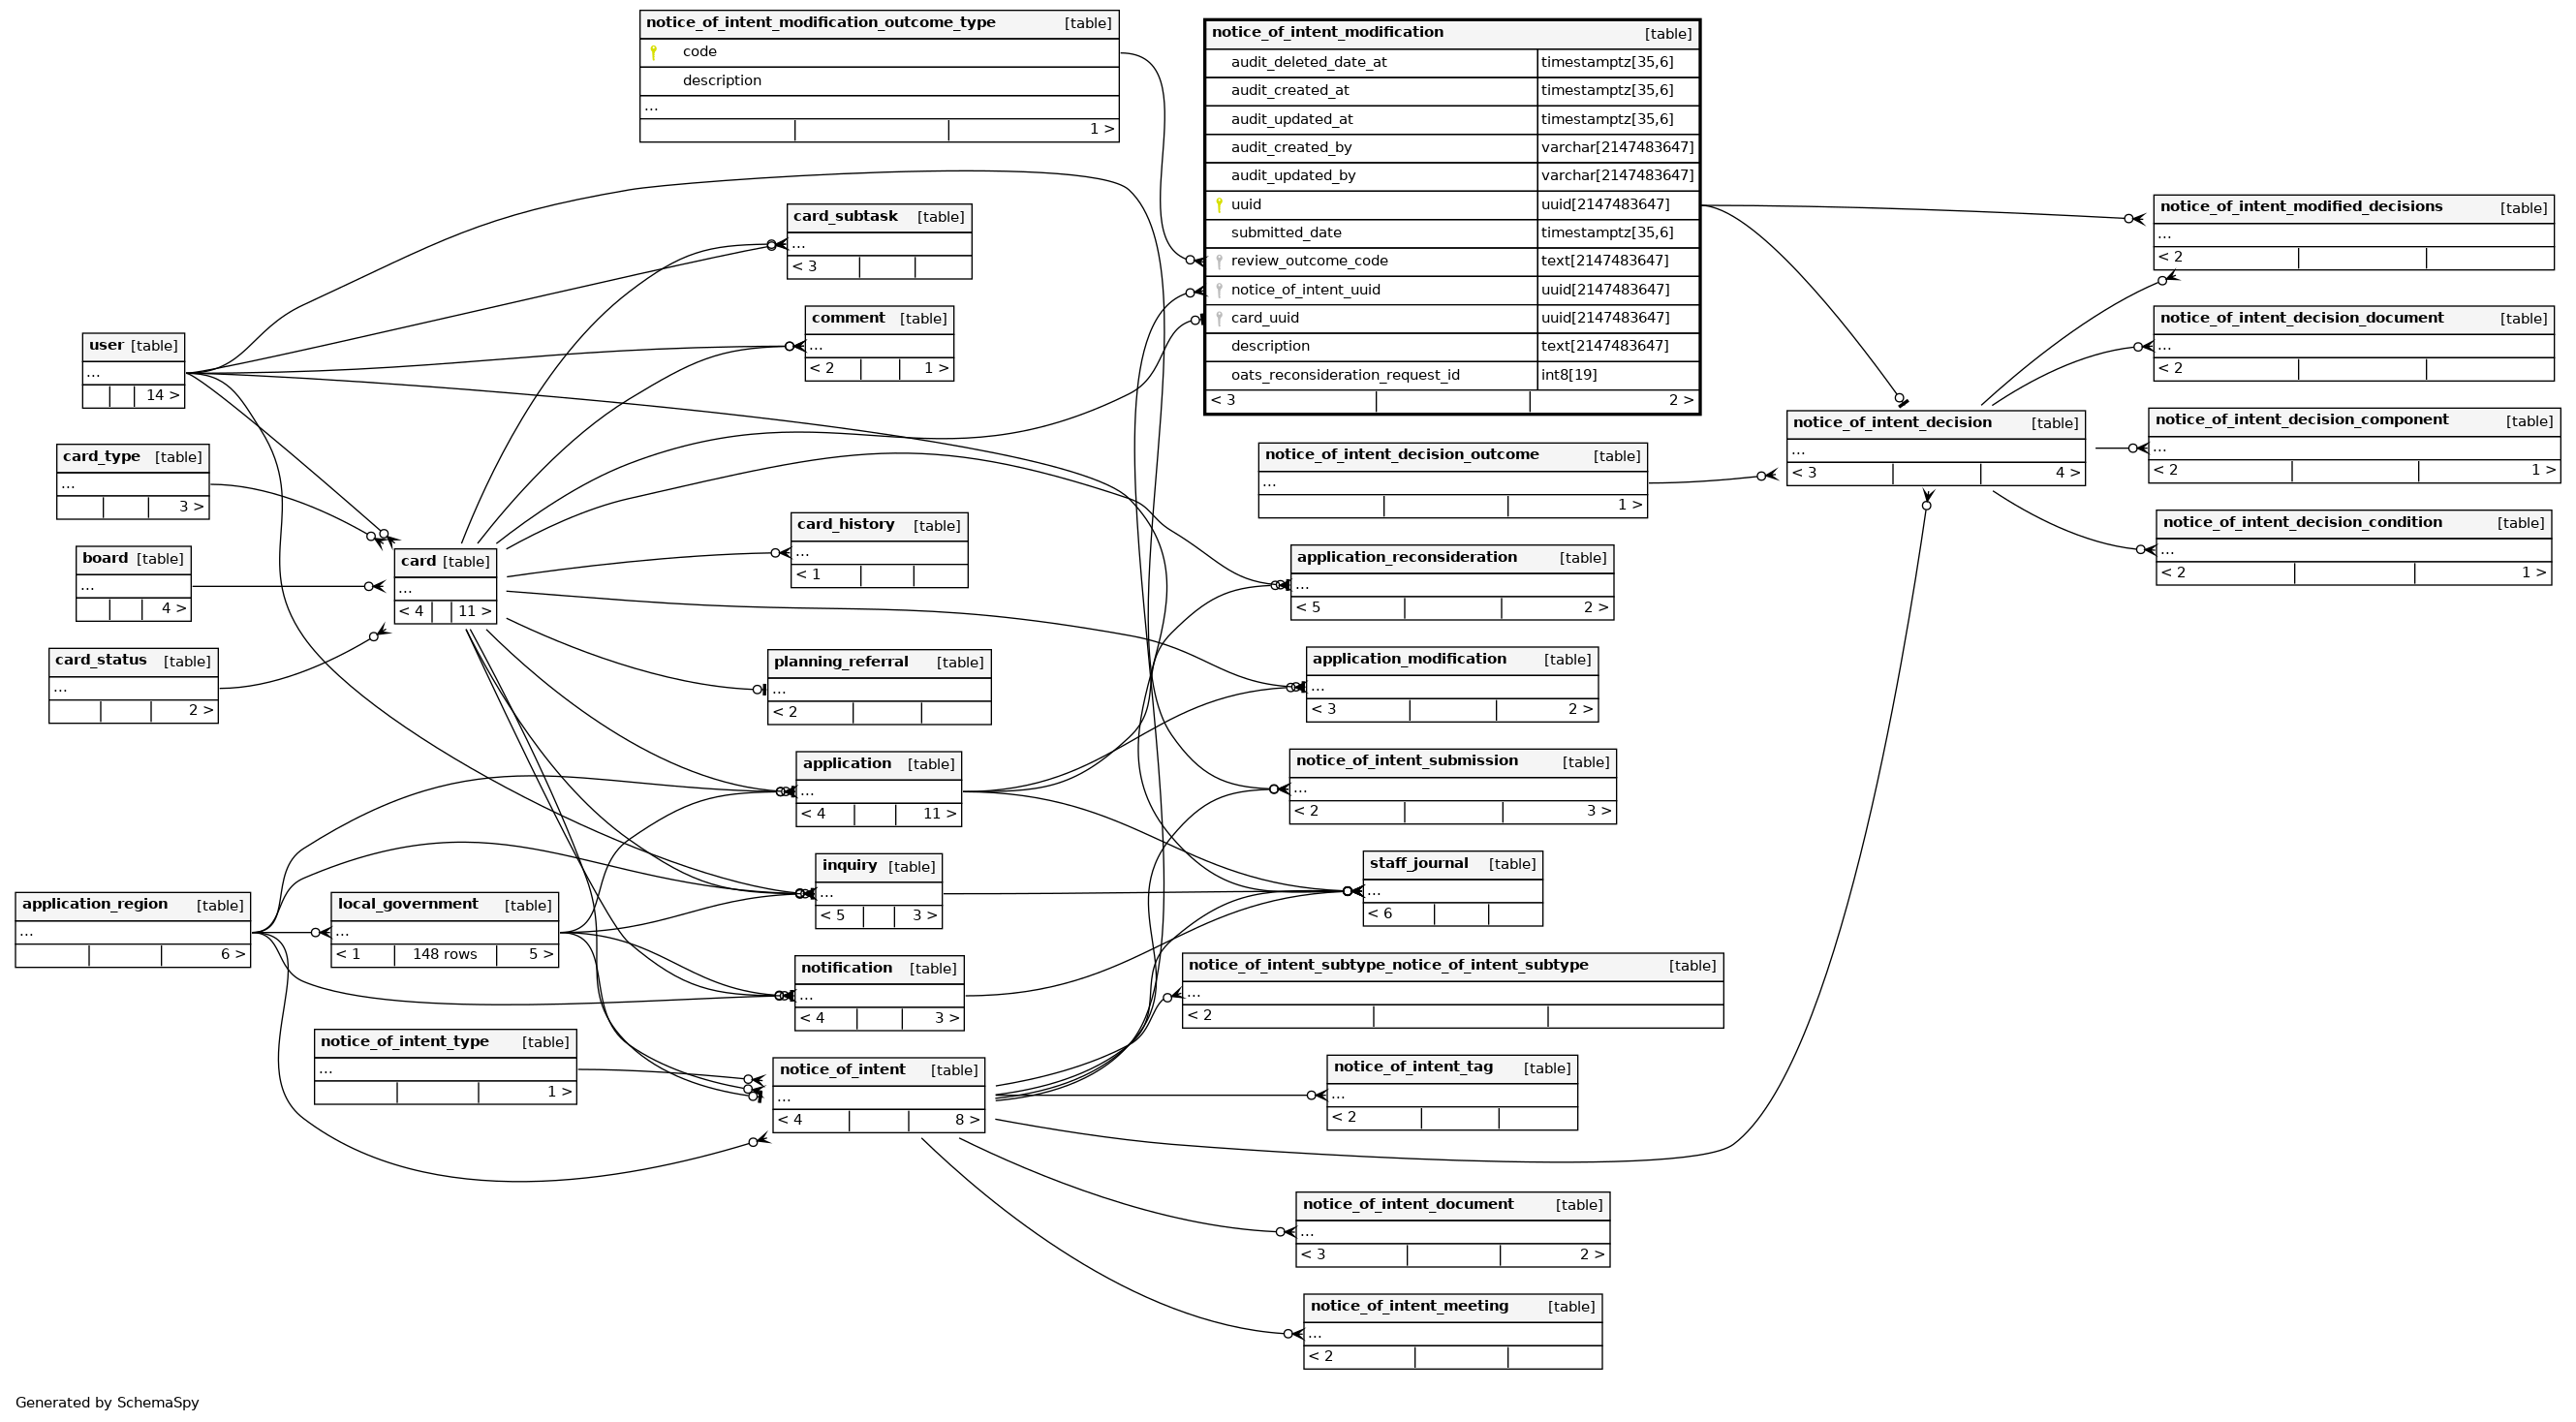 notice_of_intent_modification_outcome_type [table]
code
description
...
1 >
notice_of_intent_modification [table]
audit_deleted_date_at timestamptz[35,6]
audit_created_at timestamptz[35,6]
audit_updated_at timestamptz[35,6]
audit_created_by varchar[2147483647]
audit_updated_by varchar[2147483647]
uuid uuid[2147483647]
submitted_date timestamptz[35,6]
review_outcome_code text[2147483647]
notice_of_intent_uuid uuid[2147483647]
card_uuid uuid[2147483647]
description text[2147483647]
oats_reconsideration_request_id int8[19]
< 3 2 >
notice_of_intent_modified_decisions [table]
...
< 2
card_subtask [table]
...
< 3
comment [table]
...
< 2 1 >
notice_of_intent_decision_document [table]
...
< 2
user [table]
...
14 >
notice_of_intent_decision [table]
...
< 3 4 >
notice_of_intent_decision_component [table]
...
< 2 1 >
card_type [table]
...
3 >
notice_of_intent_decision_outcome [table]
...
1 >
card_history [table]
...
< 1
notice_of_intent_decision_condition [table]
...
< 2 1 >
board [table]
...
4 >
card [table]
...
< 4 11 >
application_reconsideration [table]
...
< 5 2 >
card_status [table]
...
2 >
planning_referral [table]
...
< 2
application_modification [table]
...
< 3 2 >
application [table]
...
< 4 11 >
notice_of_intent_submission [table]
...
< 2 3 >
inquiry [table]
...
< 5 3 >
staff_journal [table]
...
< 6
application_region [table]
...
6 >
local_government [table]
...
< 1 148 rows 5 >
notification [table]
...
< 4 3 >
notice_of_intent_subtype_notice_of_intent_subtype [table]
...
< 2
notice_of_intent_type [table]
...
1 >
notice_of_intent [table]
...
< 4 8 >
notice_of_intent_tag [table]
...
< 2
notice_of_intent_document [table]
...
< 3 2 >
notice_of_intent_meeting [table]
...
< 2
Generated by SchemaSpy